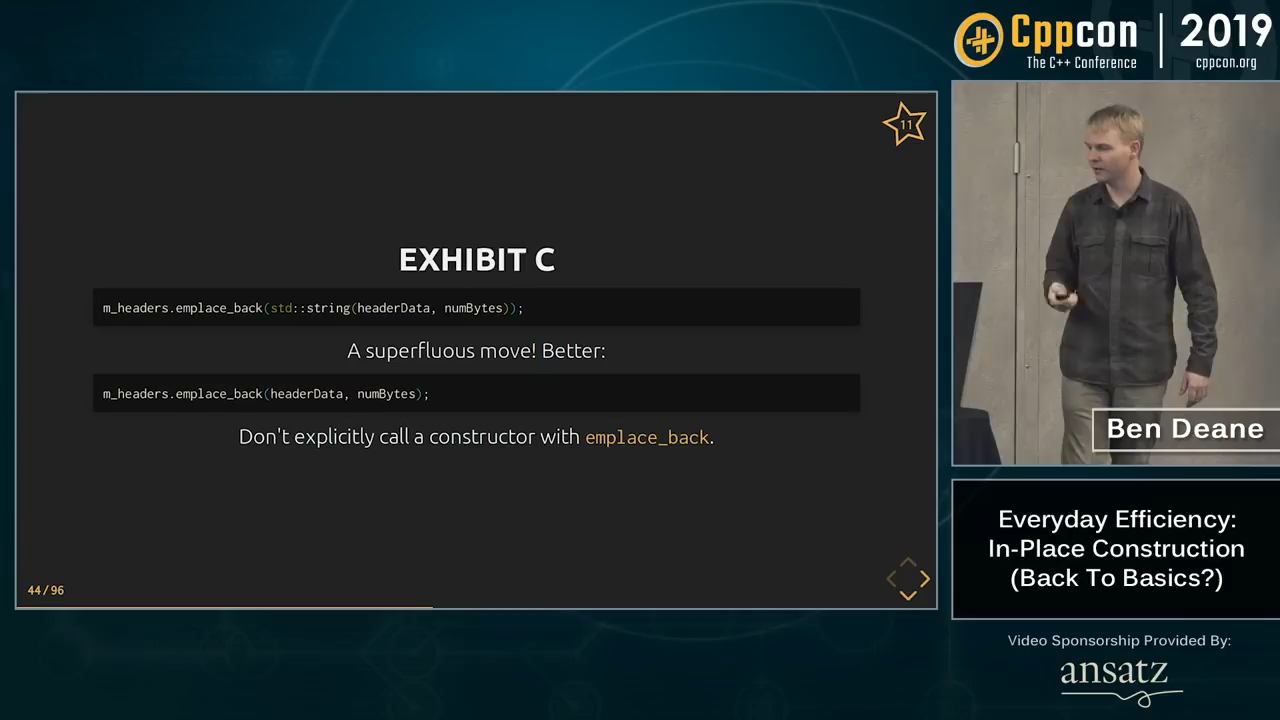 Cppcon
The C++ Conference
2019
cppcon.org
11
EXHIBIT C
m_headers.emplace_back(std::string(headerData, numBytes));
A superfluous move! Better:
m_headers.emplace_back(headerData, numBytes);
Don't explicitly call a constructor with emplace_back.
44/96
Ben Deane
Everyday Efficiency:
In-Place Construction
(Back To Basics?)
Video Sponsorship Provided By:
ansatz